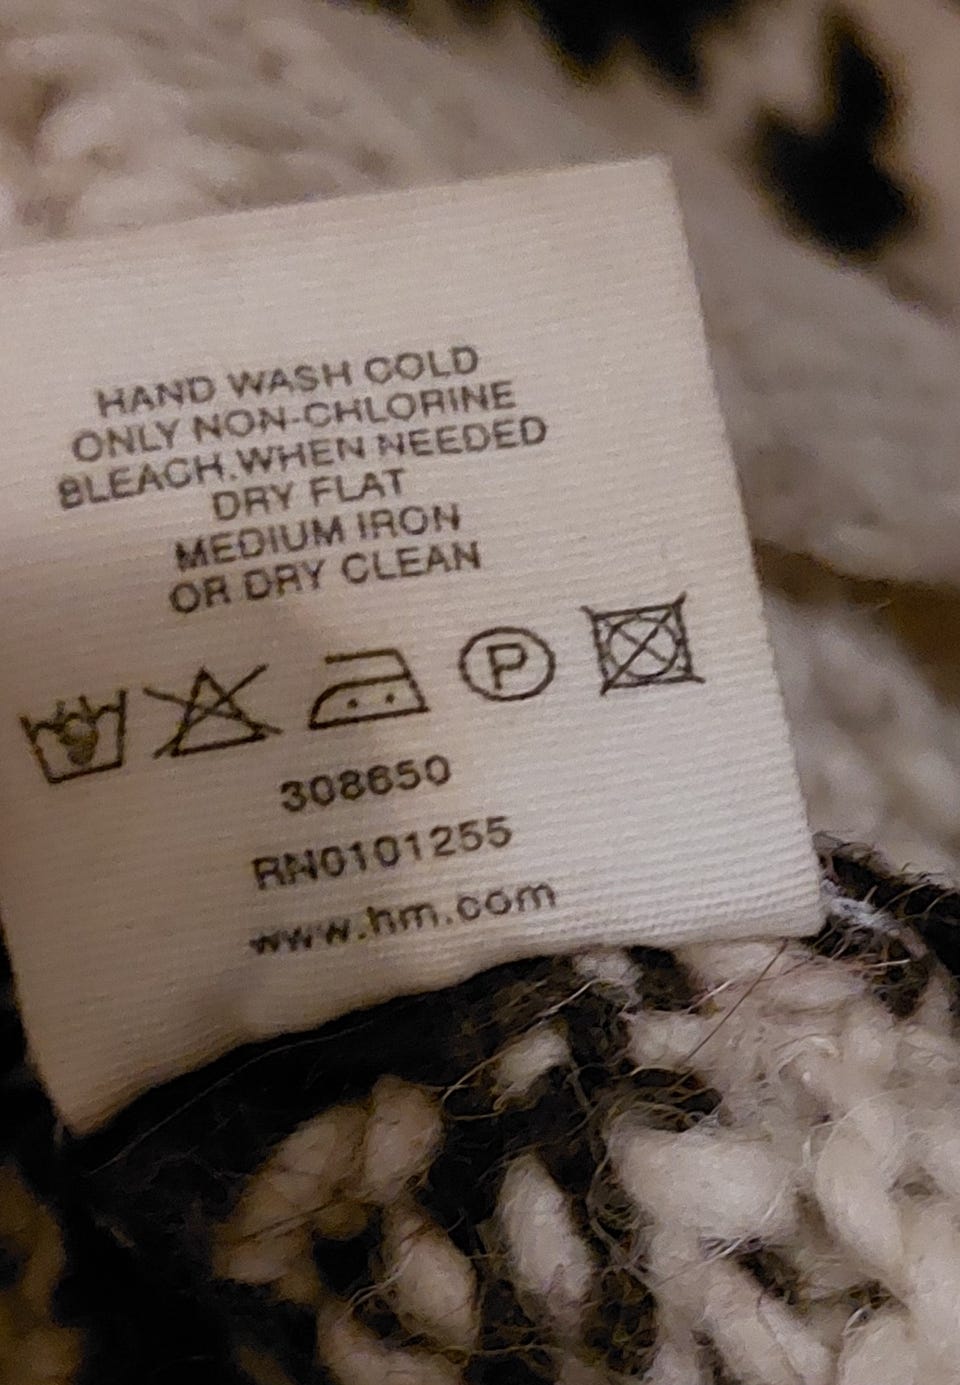 HAND WASH COLD
ONLY NON-CHLORINE
BLEACH.WHEN NEEDED
DRY FLAT
MEDIUM IRON
OR DRY CLEAN
P
308650
RN0101255
www.hm.com